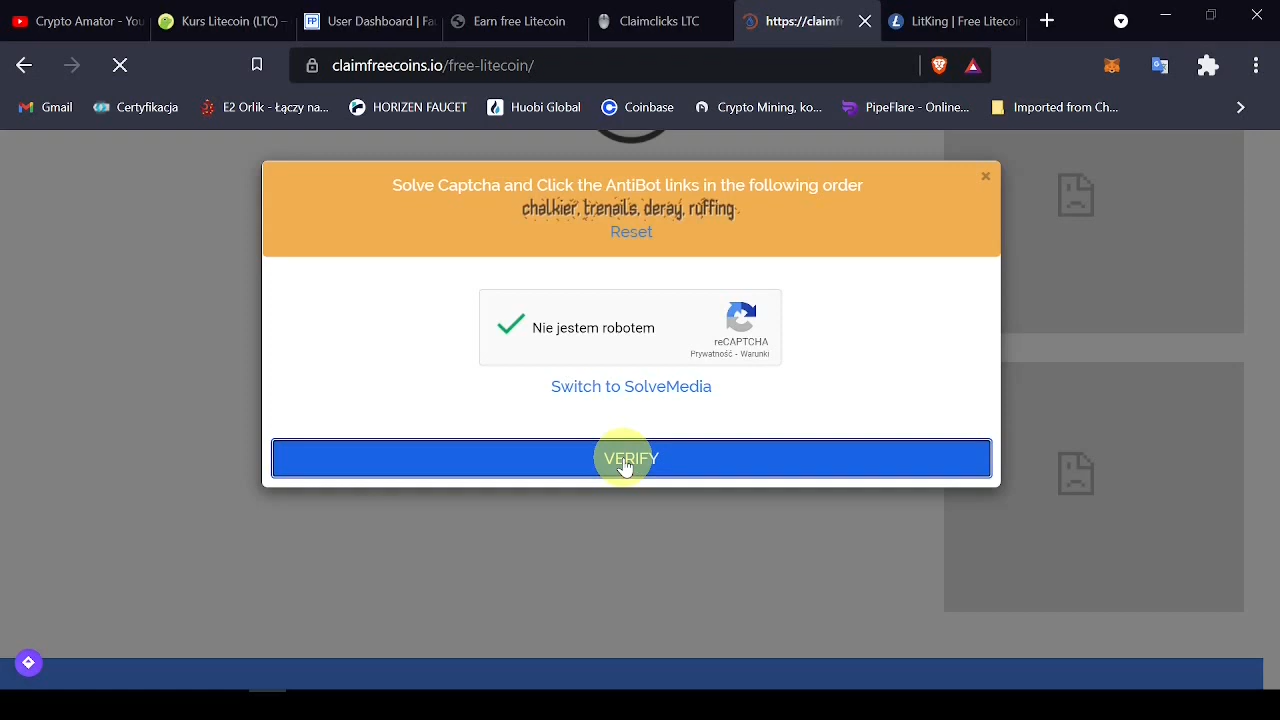 Crypto Amator - You
Kurs Litecoin (LTC) –
User Dashboard | Fau
Earn free Litecoin
Claimclicks LTC
https://claimfr
LitKing | Free Litecoin
claimfreecoins.io/free-litecoin/
Gmail
Certyfikacja
E2 Orlik - Łączy na...
HORIZEN FAUCET
Huobi Global
Coinbase
Crypto Mining, ko...
PipeFlare - Online...
Imported from Ch...
Solve Captcha and Click the AntiBot links in the following order
chalkier, trenails, deray, ruffing
Reset
Nie jestem robotem
reCAPTCHA
Prywatność - Warunki
Switch to SolveMedia
VERIFY